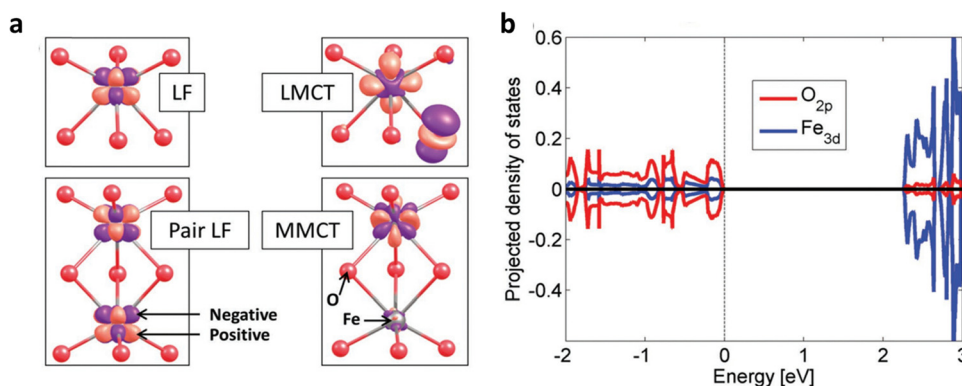 a
LF
LMCT
Pair LF
MMCT
O
Fe
Negative
Positive
b
Projected density of states
0.6
0.4
0.2
0
-0.2
-0.4
O2p
Fe3d
-2
-1
0
1
2
3
Energy [eV]